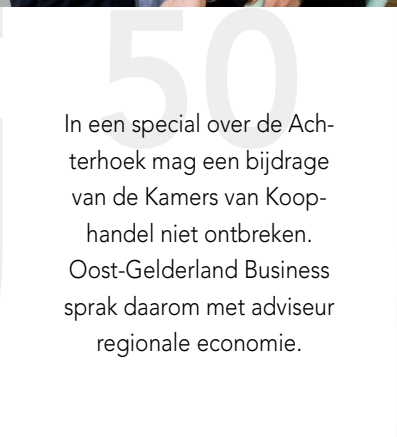 50
In een special over de Ach-
terhoek mag een bijdrage
van de Kamers van Koop-
handel niet ontbreken.
Oost-Gelderland Business
sprak daarom met adviseur
regionale economie.